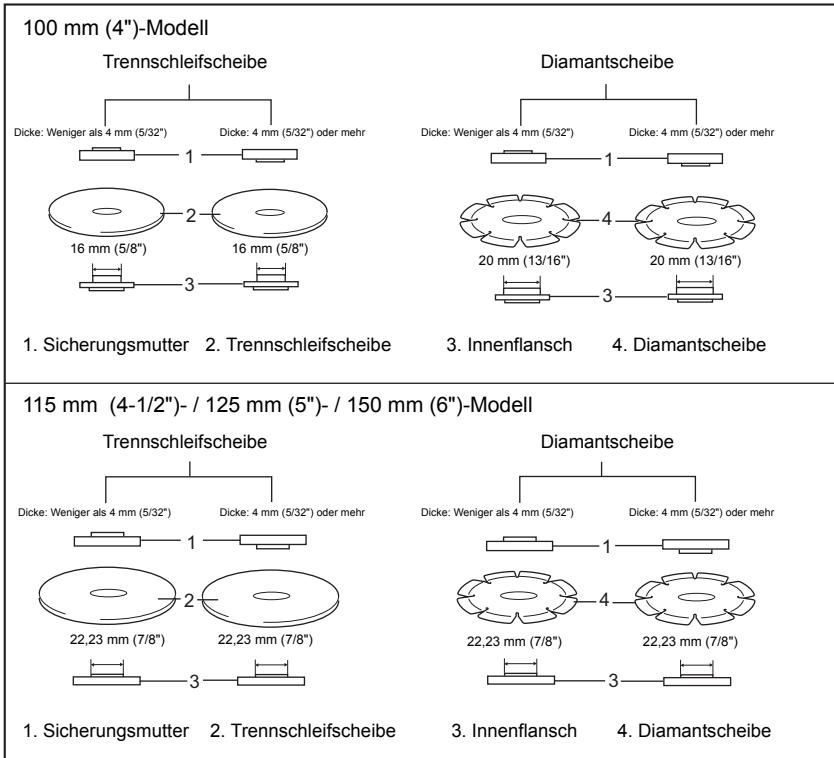 100 mm (4")-Modell
Trennschleifscheibe
Diamantscheibe
Dicke: Weniger als 4 mm (5/32")
Dicke: 4 mm (5/32") oder mehr
Dicke: Weniger als 4 mm (5/32")
Dicke: 4 mm (5/32") oder mehr
1
1
2
4
16 mm (5/8")
16 mm (5/8")
20 mm (13/16")
20 mm (13/16")
3
3
1. Sicherungsmutter 2. Trennschleifscheibe 3. Innenflansch 4. Diamantscheibe
115 mm (4-1/2")- / 125 mm (5")- / 150 mm (6")-Modell
Trennschleifscheibe
Diamantscheibe
Dicke: Weniger als 4 mm (5/32")
Dicke: 4 mm (5/32") oder mehr
Dicke: Weniger als 4 mm (5/32")
Dicke: 4 mm (5/32") oder mehr
1
1
2
4
22,23 mm (7/8")
22,23 mm (7/8")
22,23 mm (7/8")
22,23 mm (7/8")
3
3
1. Sicherungsmutter 2. Trennschleifscheibe 3. Innenflansch 4. Diamantscheibe